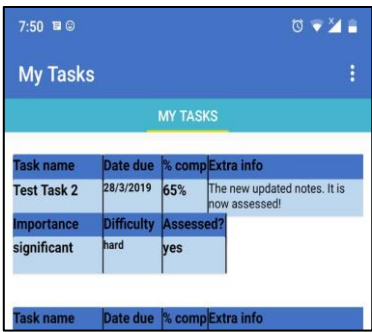 7:50
My Tasks
MY TASKS
Task name Date due % comp Extra info
Test Task 2 28/3/2019 65% The new updated notes. It is
now assessed!
Importance Difficulty Assessed?
significant hard yes
Task name Date due % comp Extra info